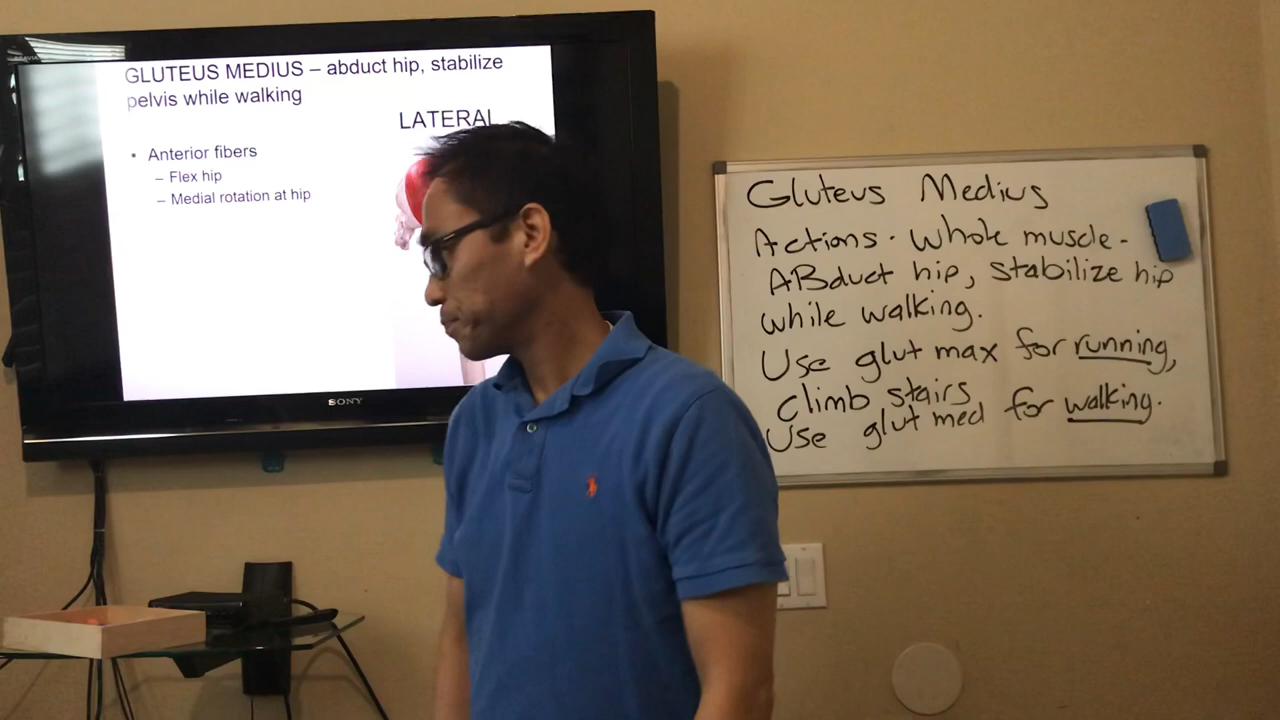 GLUTEUS MEDIUS – abduct hip, stabilize
pelvis while walking
LATERAL
• Anterior fibers
– Flex hip
– Medial rotation at hip
SONY
Gluteus Medius
Actions - Whole muscle -
ABduct hip, stabilize hip
while walking.
Use glut max for running,
climb stairs
Use glut med for walking.